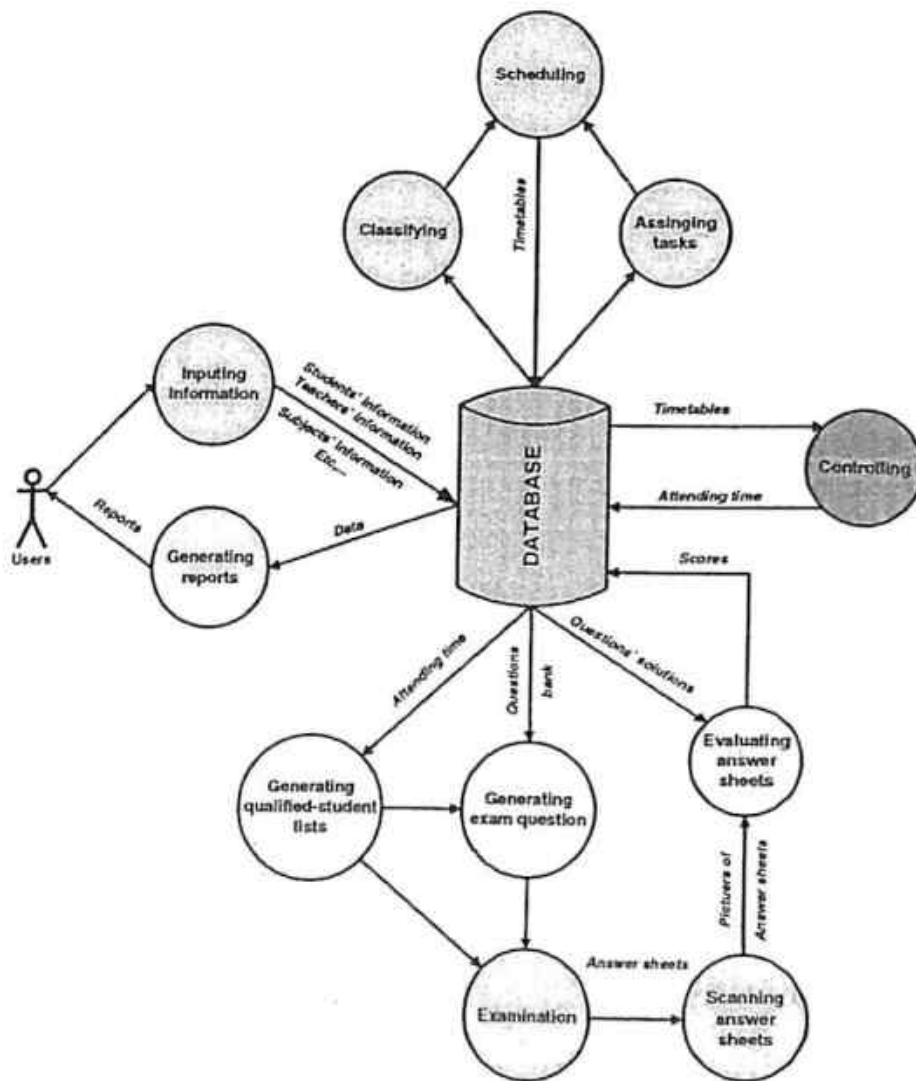 Scheduling
Timetables
Classifying
Assinging
tasks
Inputing
Information
Students' Information
Teachers' Information
Subjects' Information
Etc,...
DATABASE
Timetables
Controlling
Attending time
Users
Reports
Generating
reports
Data
Scores
Attending time
Questions
bank
Questions' solutions
Evaluating
answer
sheets
Generating
qualified-student
lists
Generating
exam question
Pictuers of
Answer sheets
Answer sheets
Examination
Scanning
answer
sheets